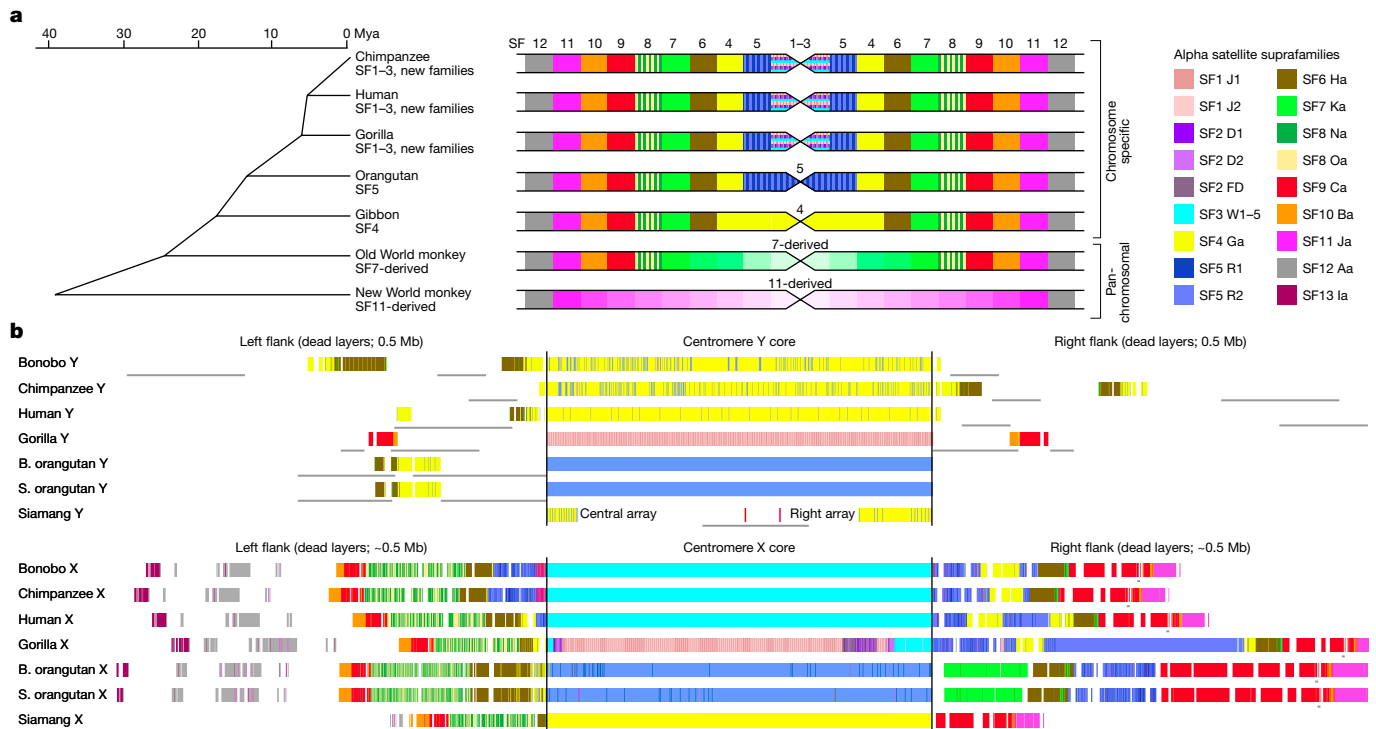 a
40 30 20 10 0 Mya
Chimpanzee
SF1–3, new families
Human
SF1–3, new families
Gorilla
SF1–3, new families
Orangutan
SF5
Gibbon
SF4
Old World monkey
SF7-derived
New World monkey
SF11-derived
SF 12 11 10 9 8 7 6 4 5 1–3 5 4 6 7 8 9 10 11 12
5
4
7-derived
11-derived
Chromosome
specific
Pan-
chromosomal
Alpha satellite suprafamilies
SF1 J1
SF1 J2
SF2 D1
SF2 D2
SF2 FD
SF3 W1–5
SF4 Ga
SF5 R1
SF5 R2
SF6 Ha
SF7 Ka
SF8 Na
SF8 Oa
SF9 Ca
SF10 Ba
SF11 Ja
SF12 Aa
SF13 Ia
b
Left flank (dead layers; 0.5 Mb) Centromere Y core Right flank (dead layers; 0.5 Mb)
Bonobo Y
Chimpanzee Y
Human Y
Gorilla Y
B. orangutan Y
S. orangutan Y
Siamang Y Central array Right array
Left flank (dead layers; ~0.5 Mb) Centromere X core Right flank (dead layers; ~0.5 Mb)
Bonobo X
Chimpanzee X
Human X
Gorilla X
B. orangutan X
S. orangutan X
Siamang X